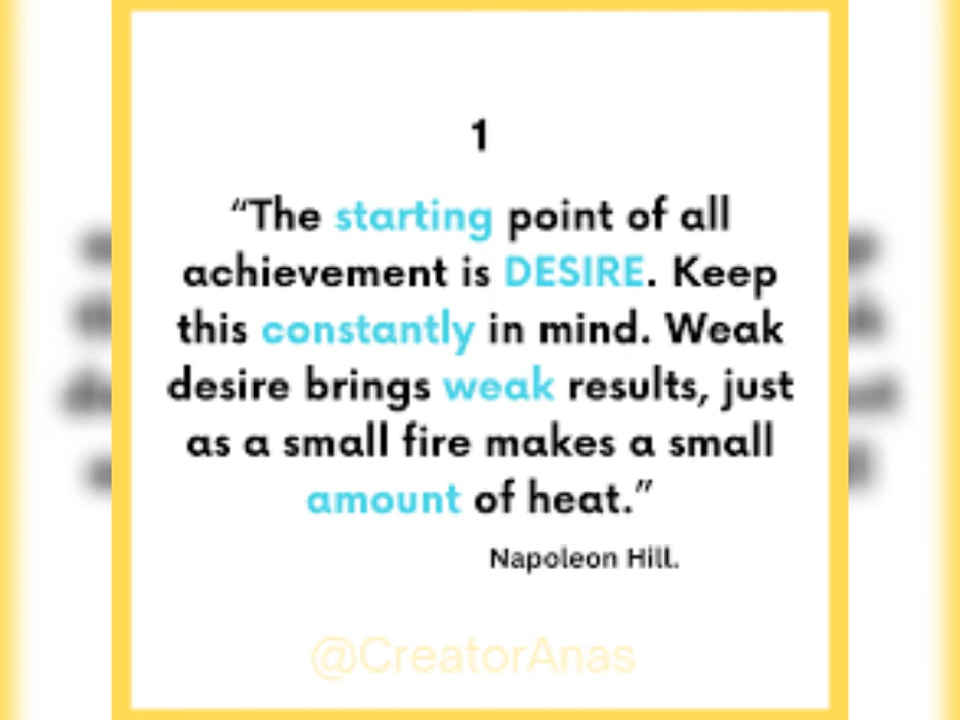 1
“The starting point of all
achievement is DESIRE. Keep
this constantly in mind. Weak
desire brings weak results, just
as a small fire makes a small
amount of heat.”
Napoleon Hill.
@CreatorAnas